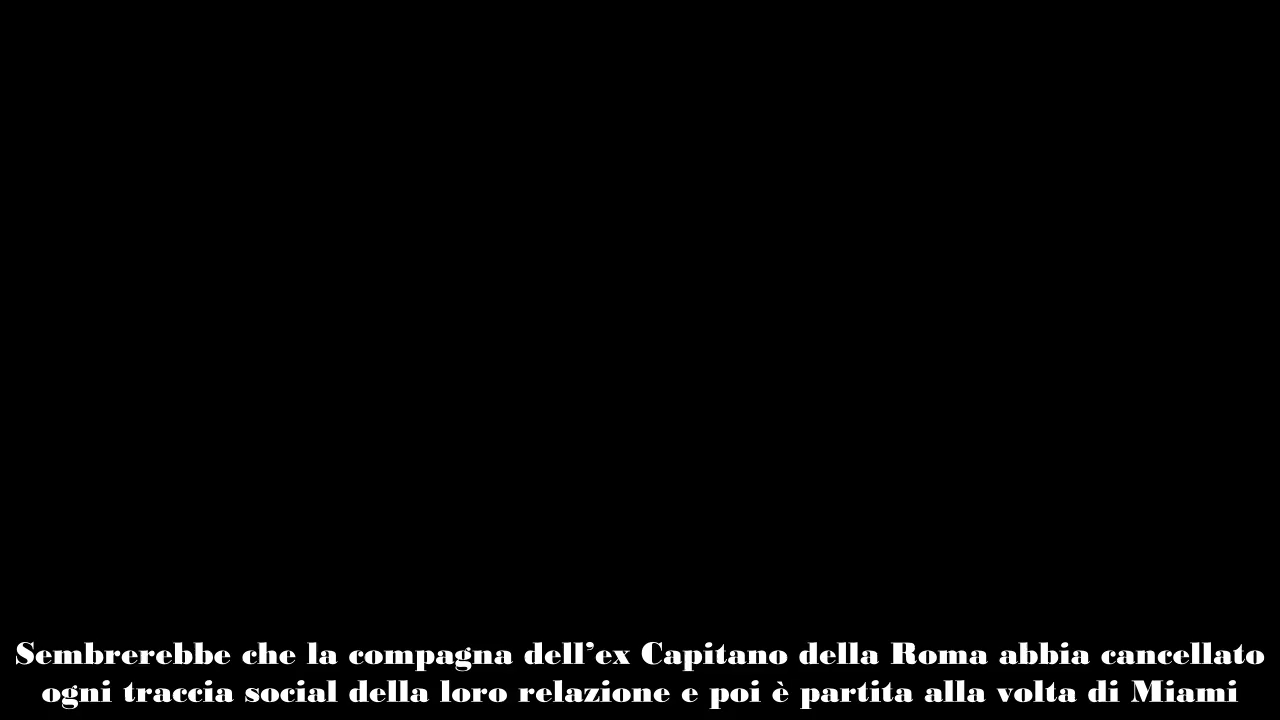 Sembrerebbe che la compagna dell’ex Capitano della Roma abbia cancellato
ogni traccia social della loro relazione e poi è partita alla volta di Miami